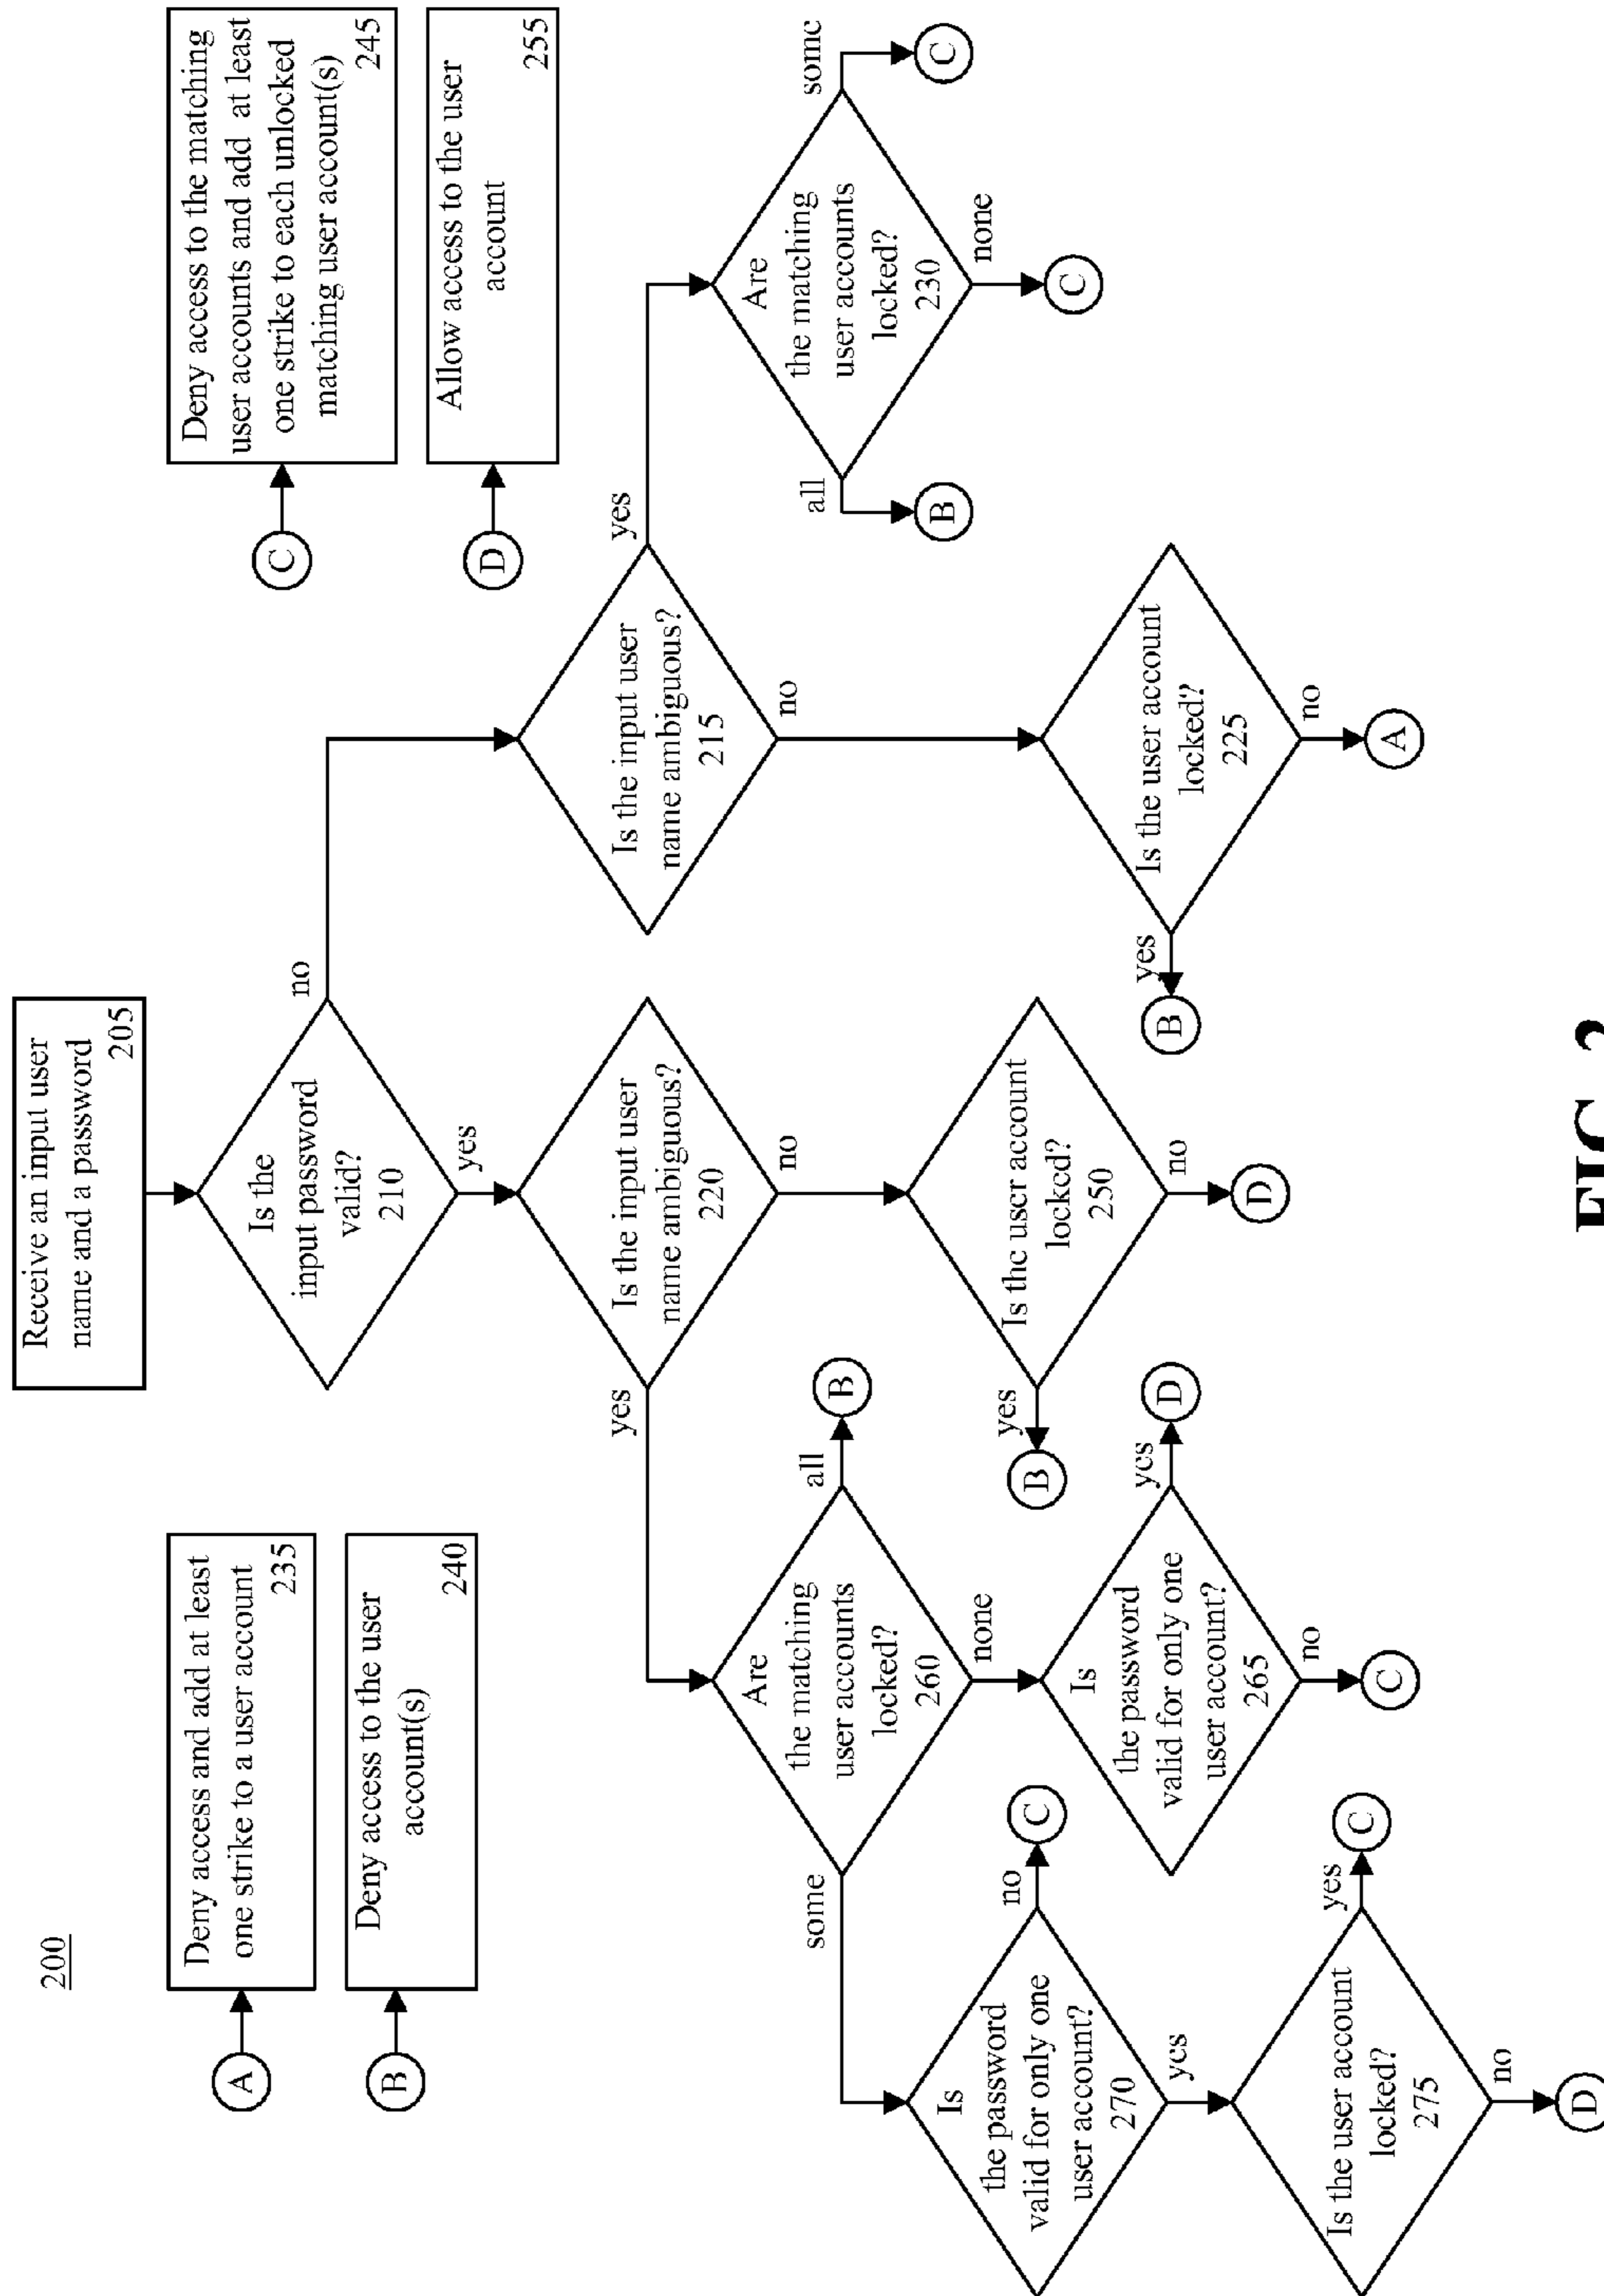 200
Receive an input user
name and a password
205
A
Deny access and add at least
one strike to a user account
235
B
Deny access to the user
account(s)
240
C
Deny access to the matching
user accounts and add at least
one strike to each unlocked
matching user account(s)
245
D
Allow access to the user
account
255
Is the
input password
valid?
210
no
yes
Is the input user
name ambiguous?
220
yes
no
Is the input user
name ambiguous?
215
yes
no
Are
the matching
user accounts
locked?
260
some
all
B
none
Is the user account
locked?
250
yes
B
no
D
Are
the matching
user accounts
locked?
230
all
B
some
C
none
C
Is
the password
valid for only one
user account?
270
no
C
yes
Is
the password
valid for only one
user account?
265
yes
D
no
C
Is the user account
locked?
225
yes
B
no
A
Is the user account
locked?
275
yes
C
no
D